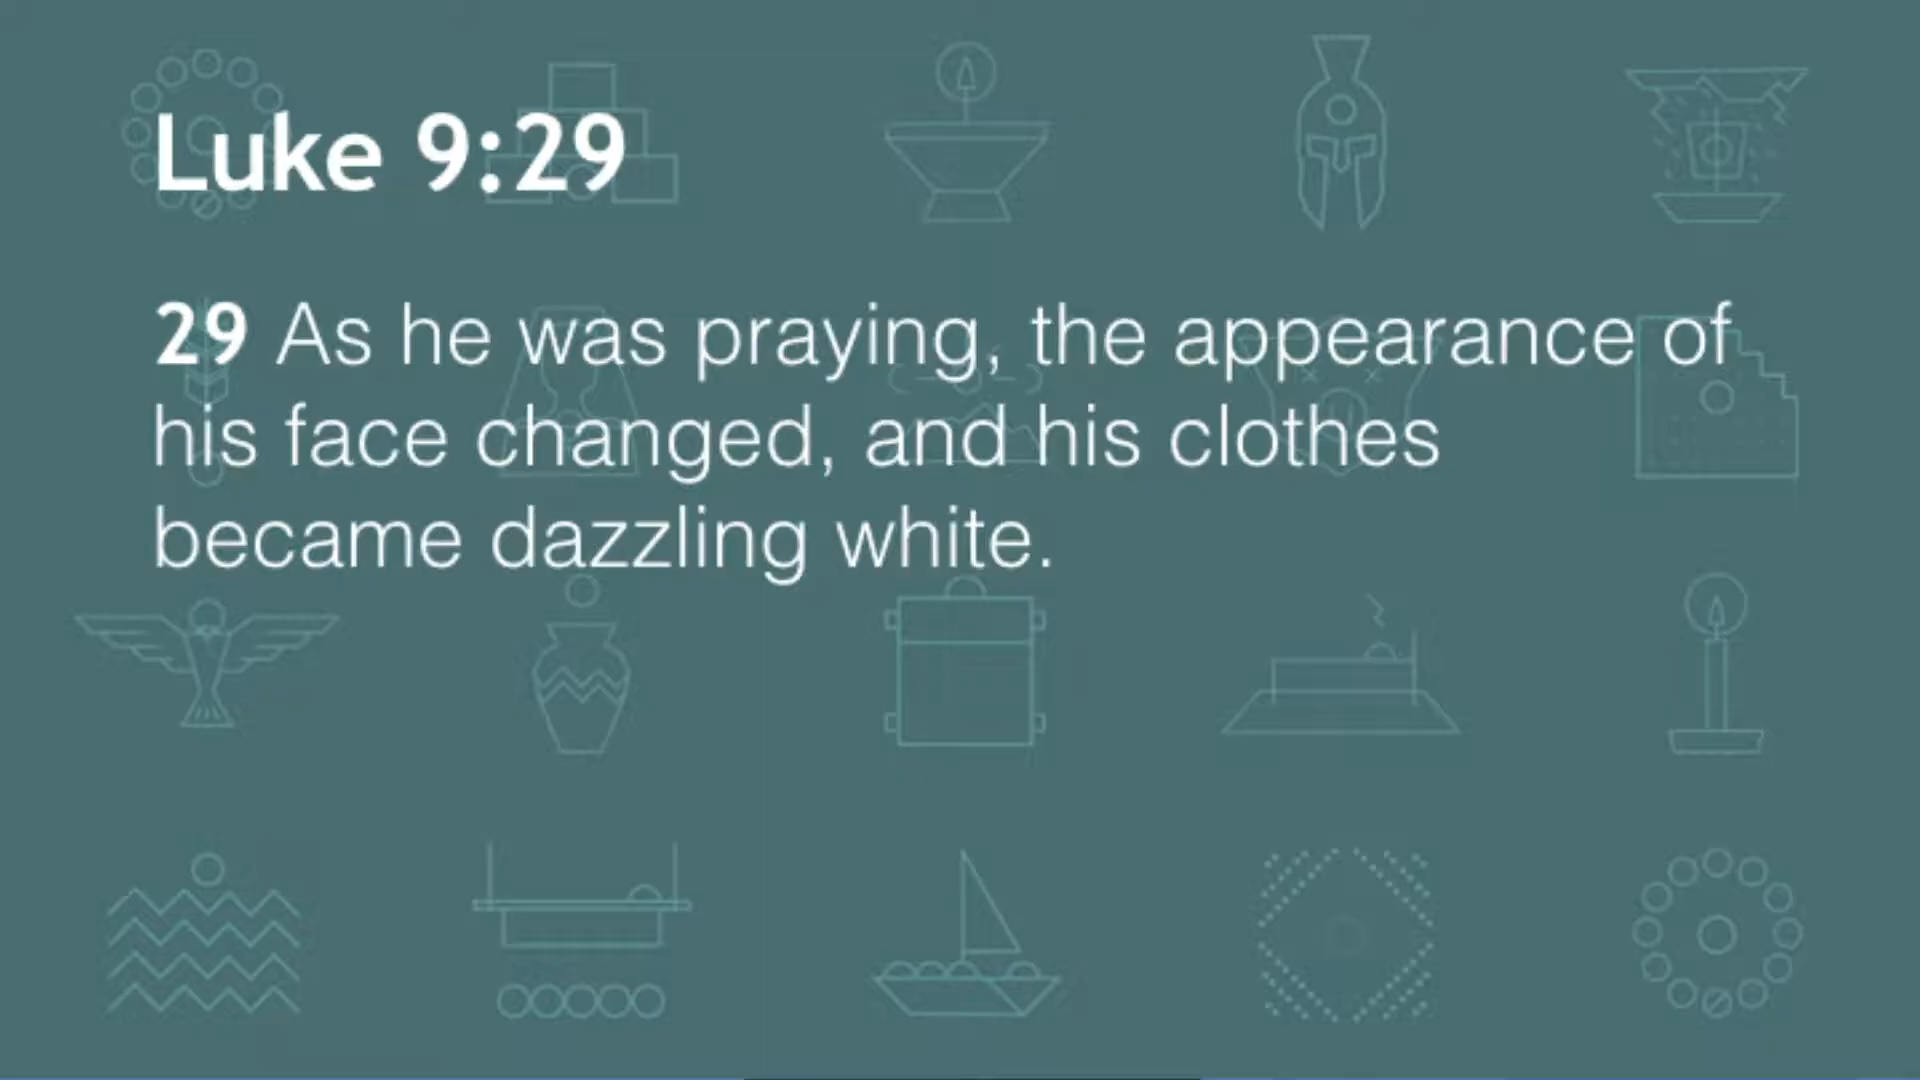 Luke 9:29
29 As he was praying, the appearance of
his face changed, and his clothes
became dazzling white.